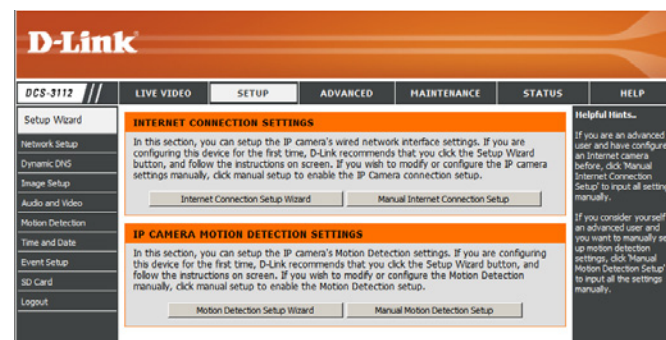 D-Link
DCS-3112
LIVE VIDEO
SETUP
ADVANCED
MAINTENANCE
STATUS
HELP
Setup Wizard
Network Setup
Dynamic DNS
Image Setup
Audio and Video
Motion Detection
Time and Date
Event Setup
SD Card
Logout
INTERNET CONNECTION SETTINGS
In this section, you can setup the IP camera's wired network interface settings. If you are
configuring this device for the first time, D-Link recommends that you click the Setup Wizard
button, and follow the instructions on screen. If you wish to modify or configure the IP camera
settings manually, click manual setup to enable the IP Camera connection setup.
Internet Connection Setup Wizard
Manual Internet Connection Setup
IP CAMERA MOTION DETECTION SETTINGS
In this section, you can setup the IP camera's Motion Detection settings. If you are configuring
this device for the first time, D-Link recommends that you click the Setup Wizard button, and
follow the instructions on screen. If you wish to modify or configure the Motion Detection
manually, click manual setup to enable the Motion Detection setup.
Motion Detection Setup Wizard
Manual Motion Detection Setup
Helpful Hints..
If you are an advanced
user and have configure
an Internet camera
before, click 'Manual
Internet Connection
Setup' to input all setting
manually.
If you consider yourself
an advanced user and
you want to manually se
up motion detection
settings, click 'Manual
Motion Detection Setup'
to input all the settings
manually.